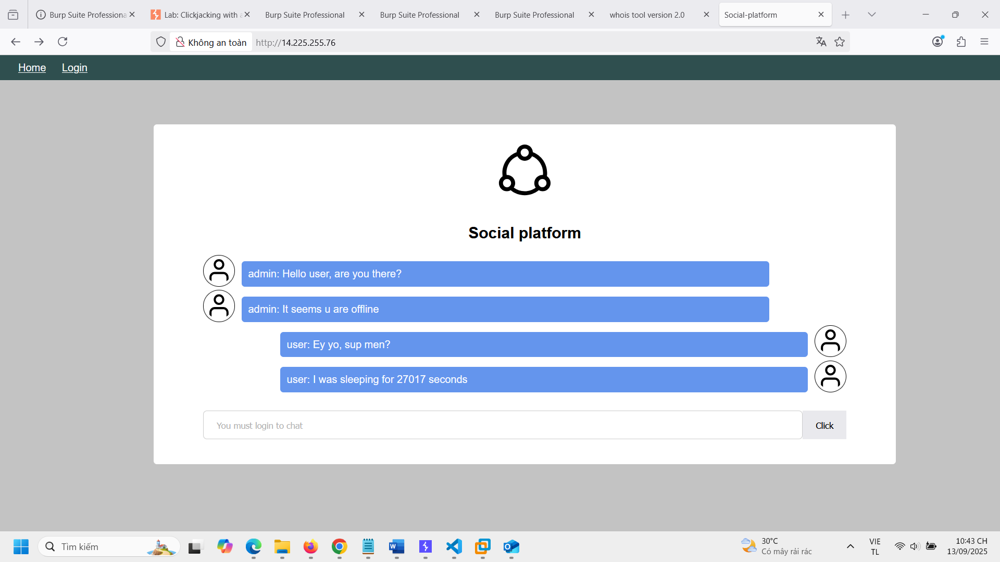 Burp Suite Professiona
Lab: Clickjacking with a
Burp Suite Professional
Burp Suite Professional
Burp Suite Professional
whois tool version 2.0
Social-platform
Không an toàn
http://14.225.255.76
Home
Login
Social platform
admin: Hello user, are you there?
admin: It seems u are offline
user: Ey yo, sup men?
user: I was sleeping for 27017 seconds
You must login to chat
Click
Tìm kiếm
30°C
Có mây rải rác
VIE
TL
10:43 CH
13/09/2025